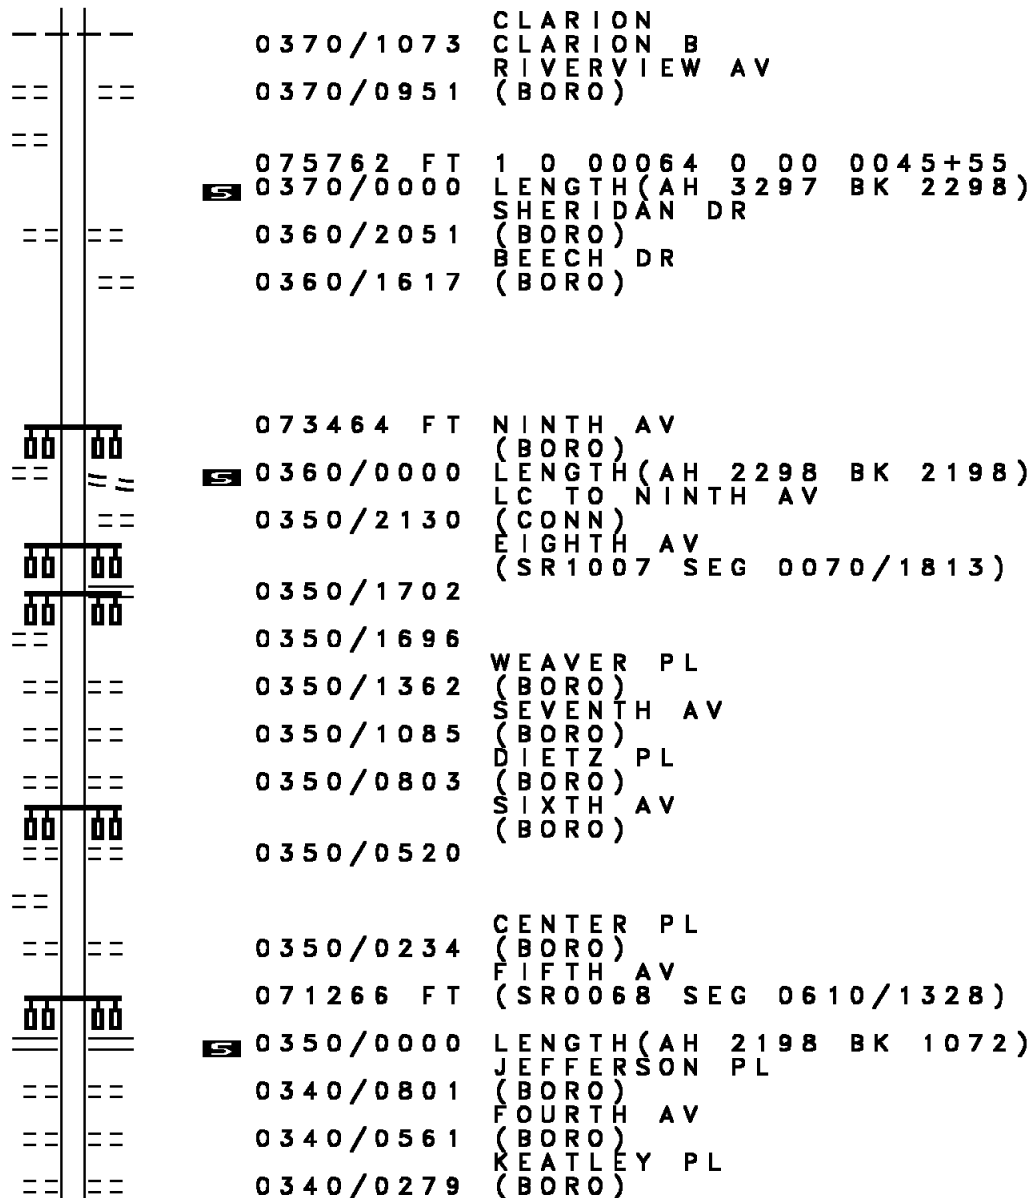 CLARION
0370/1073 CLARION B
RIVERVIEW AV
0370/0951 (BORO)
075762 FT 1 0 00064 0 00 0045+55
S 0370/0000 LENGTH(AH 3297 BK 2298)
SHERIDAN DR
0360/2051 (BORO)
BEECH DR
0360/1617 (BORO)
073464 FT NINTH AV
(BORO)
S 0360/0000 LENGTH(AH 2298 BK 2198)
LC TO NINTH AV
0350/2130 (CONN)
EIGHTH AV
(SR1007 SEG 0070/1813)
0350/1702
0350/1696
WEAVER PL
0350/1362 (BORO)
SEVENTH AV
0350/1085 (BORO)
DIETZ PL
0350/0803 (BORO)
SIXTH AV
(BORO)
0350/0520
CENTER PL
0350/0234 (BORO)
FIFTH AV
071266 FT (SR0068 SEG 0610/1328)
S 0350/0000 LENGTH(AH 2198 BK 1072)
JEFFERSON PL
0340/0801 (BORO)
FOURTH AV
0340/0561 (BORO)
KEATLEY PL
0340/0279 (BORO)